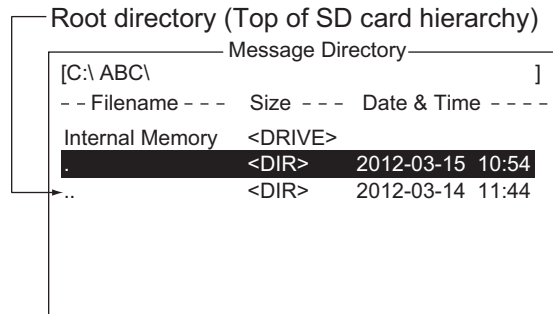 Root directory (Top of SD card hierarchy)
Message Directory
[C:\ ABC\ ]
- - Filename - - - Size - - - Date & Time - - - -
Internal Memory <DRIVE>
. <DIR> 2012-03-15 10:54
.. <DIR> 2012-03-14 11:44